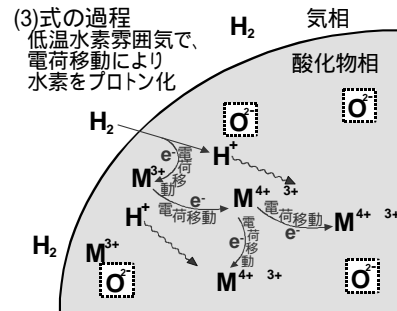 (3)式の過程
低温水素雰囲気で、
電荷移動により
水素をプロトン化
H₂
気相
酸化物相
O²⁻
O²⁻
H₂
e⁻
電荷移動
H⁺
M³⁺
M⁴⁺ ³⁺
e⁻
電荷移動
H⁺
電荷移動
e⁻
M⁴⁺ ³⁺
e⁻
電荷移動
H₂
M³⁺
O²⁻
M⁴⁺ ³⁺
O²⁻